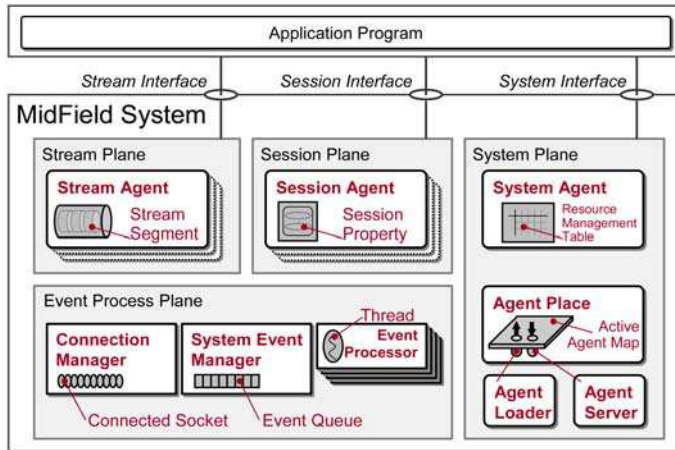 Application Program
Stream Interface
Session Interface
System Interface
MidField System
Stream Plane
Stream Agent
Stream
Segment
Session Plane
Session Agent
Session
Property
System Plane
System Agent
Resource
Management
Table
Agent Place
Active
Agent Map
Agent
Loader
Agent
Server
Event Process Plane
Connection
Manager
Connected Socket
System Event
Manager
Event Queue
Thread
Event
Processor